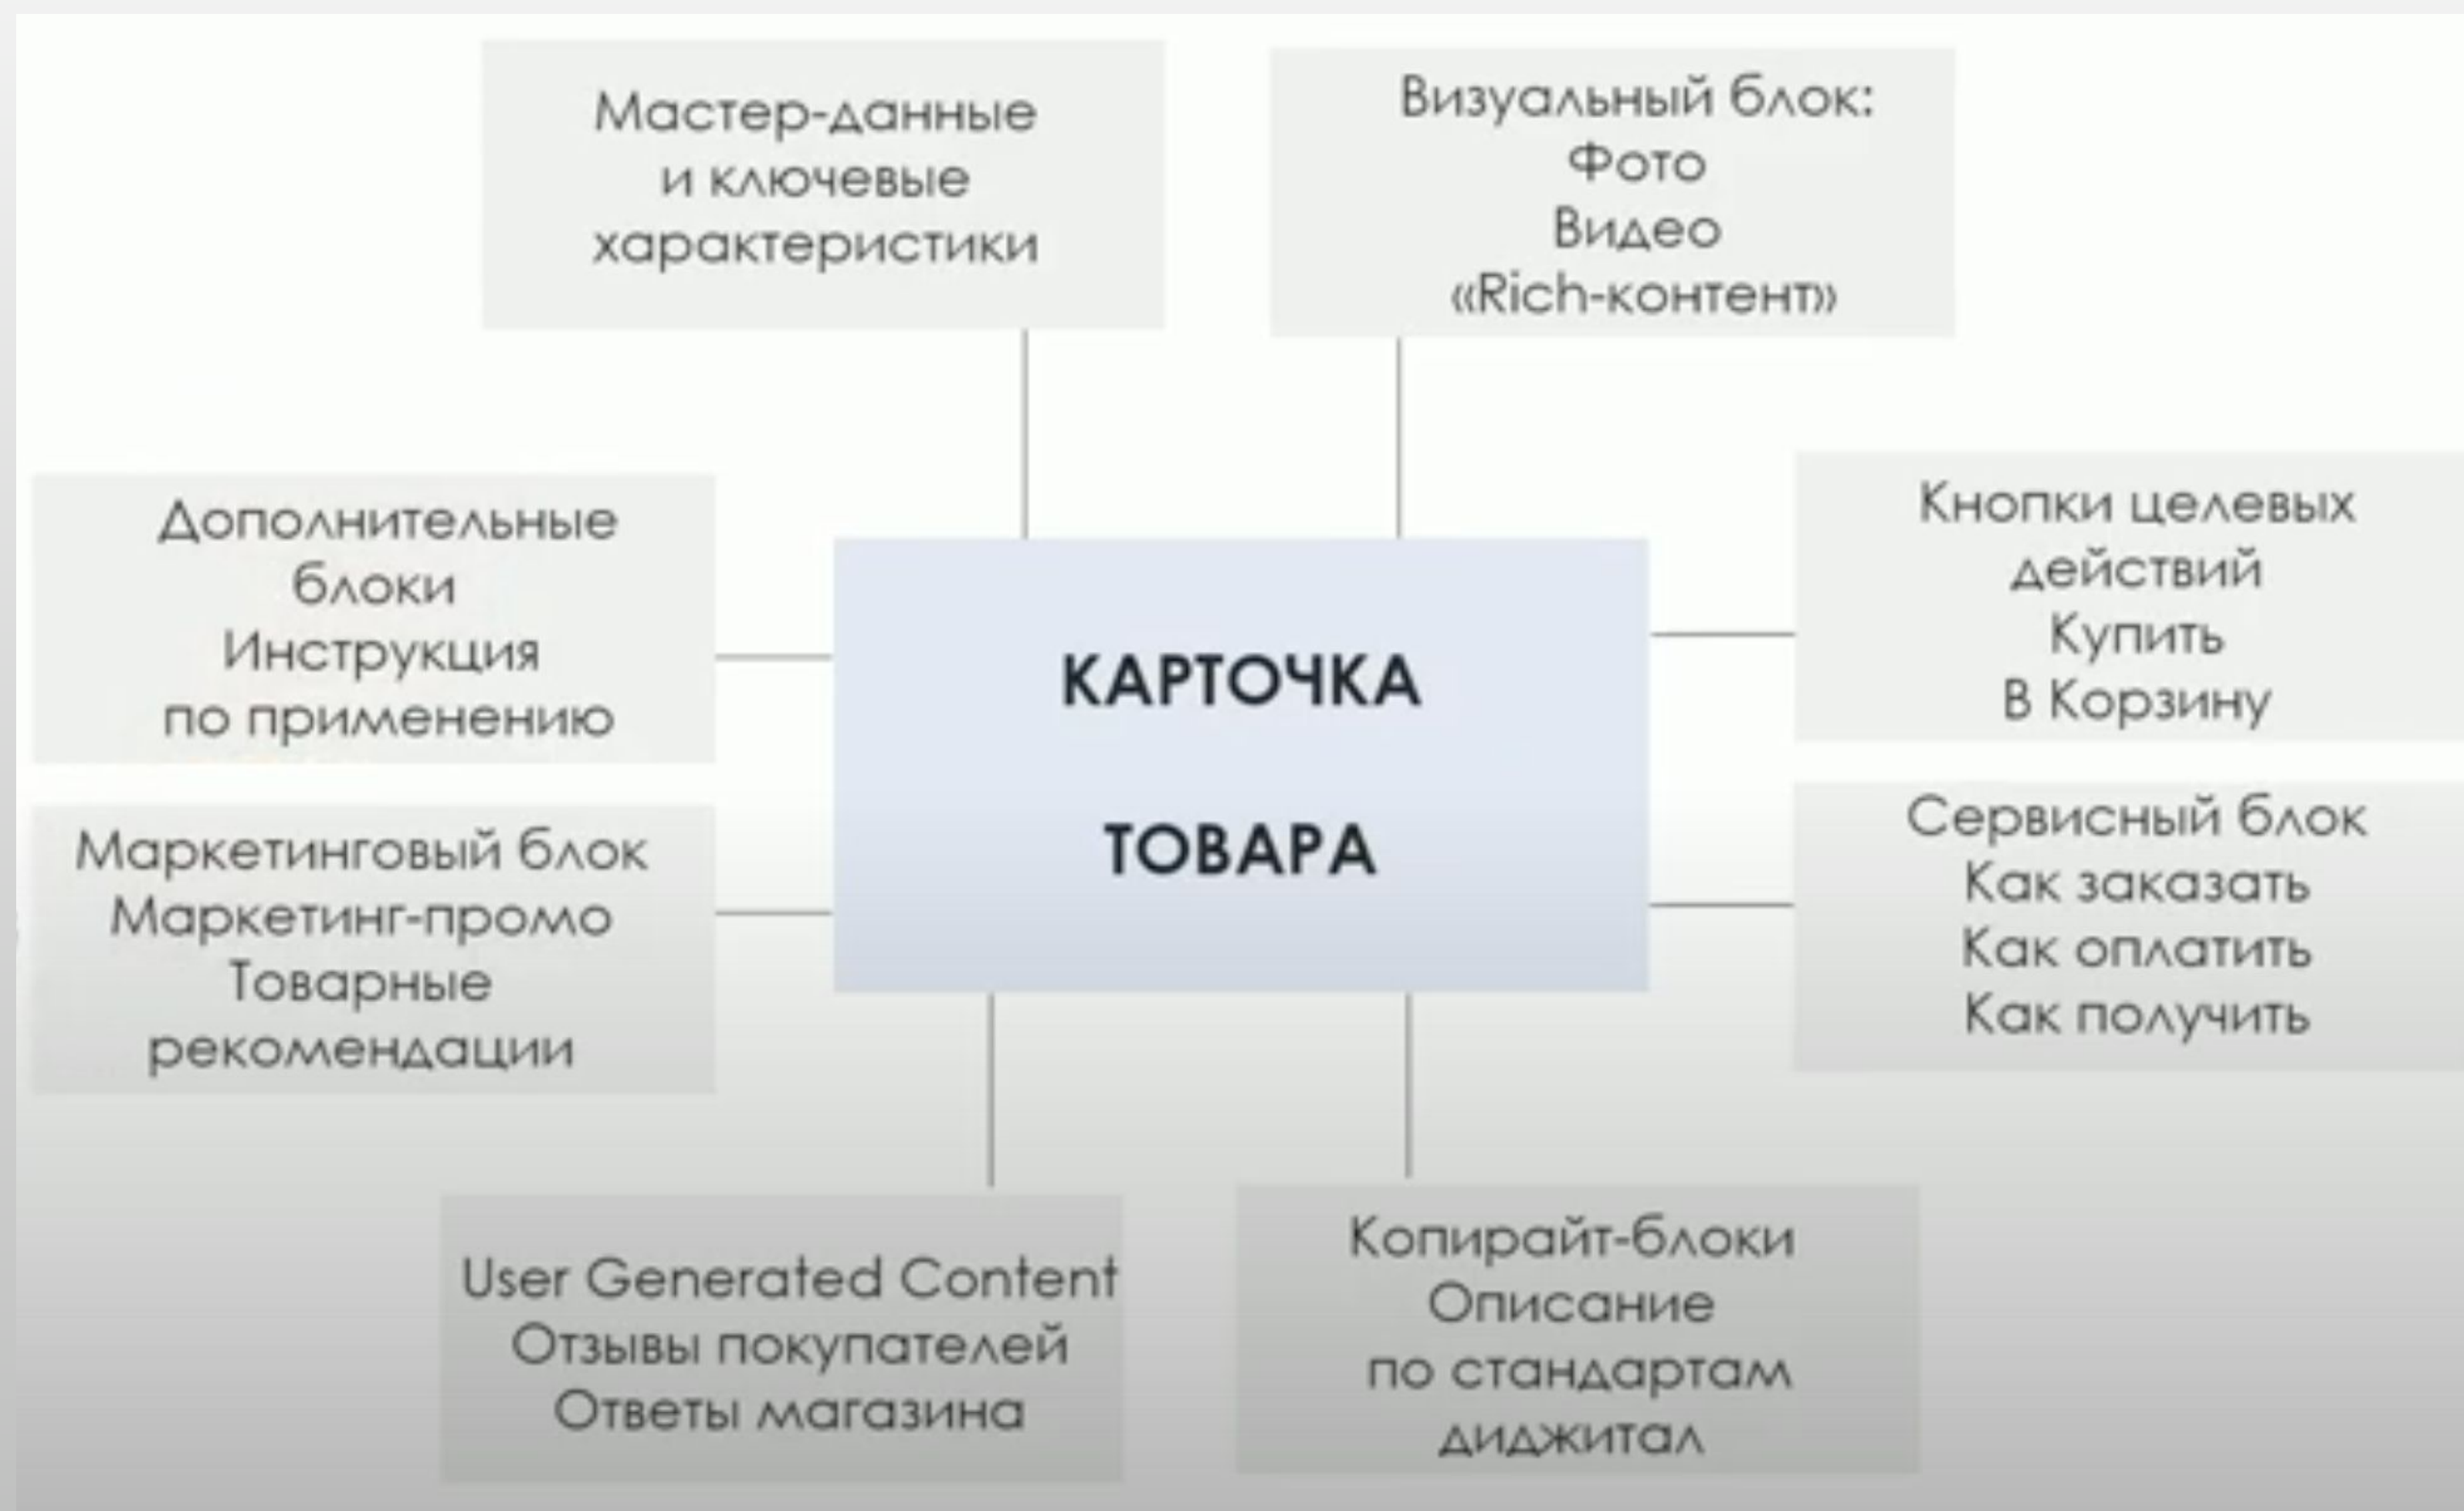 Мастер-данные
и ключевые
характеристики
Визуальный блок:
Фото
Видео
«Rich-контент»
Дополнительные
блоки
Инструкция
по применению
КАРТОЧКА
ТОВАРА
Кнопки целевых
действий
Купить
В Корзину
Маркетинговый блок
Маркетинг-промо
Товарные
рекомендации
Сервисный блок
Как заказать
Как оплатить
Как получить
User Generated Content
Отзывы покупателей
Ответы магазина
Копирайт-блоки
Описание
по стандартам
диджитал